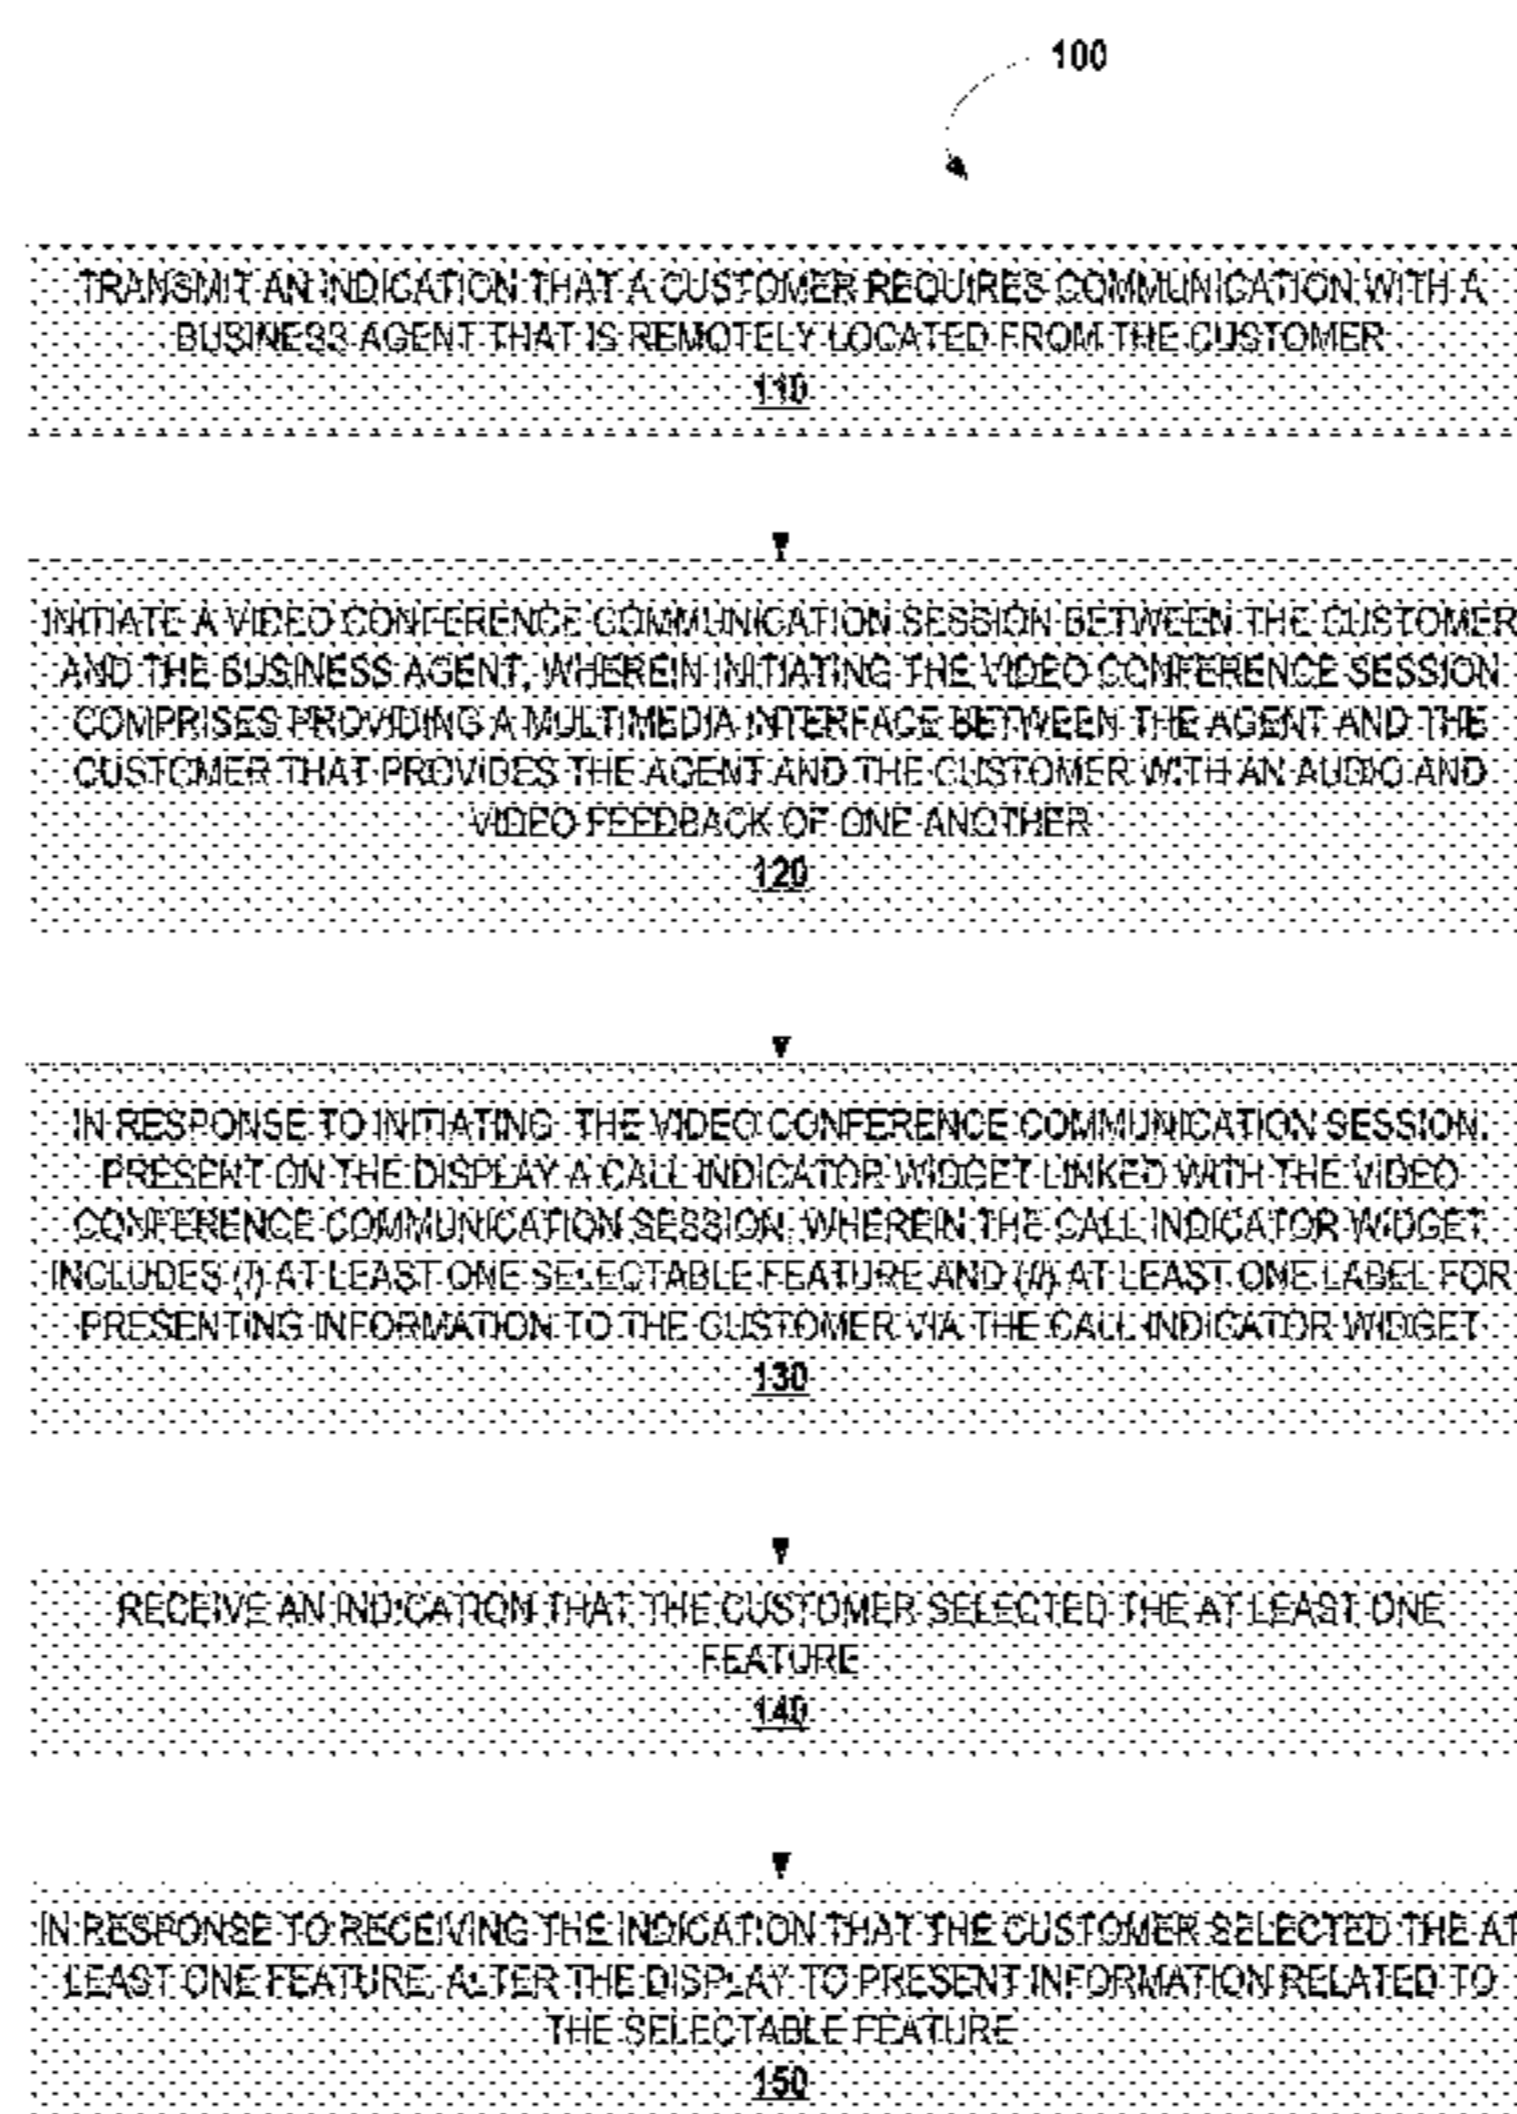 100
TRANSMIT AN INDICATION THAT A CUSTOMER REQUIRES COMMUNICATION WITH A
BUSINESS AGENT THAT IS REMOTELY LOCATED FROM THE CUSTOMER
110
INITIATE A VIDEO CONFERENCE COMMUNICATION SESSION BETWEEN THE CUSTOMER
AND THE BUSINESS AGENT, WHEREIN INITIATING THE VIDEO CONFERENCE SESSION
COMPRISES PROVIDING A MULTIMEDIA INTERFACE BETWEEN THE AGENT AND THE
CUSTOMER THAT PROVIDES THE AGENT AND THE CUSTOMER WITH AN AUDIO AND
VIDEO FEEDBACK OF ONE ANOTHER
120
IN RESPONSE TO INITIATING THE VIDEO CONFERENCE COMMUNICATION SESSION,
PRESENT ON THE DISPLAY A CALL INDICATOR WIDGET LINKED WITH THE VIDEO
CONFERENCE COMMUNICATION SESSION, WHEREIN THE CALL INDICATOR WIDGET
INCLUDES (I) AT LEAST ONE SELECTABLE FEATURE AND (II) AT LEAST ONE LABEL FOR
PRESENTING INFORMATION TO THE CUSTOMER VIA THE CALL INDICATOR WIDGET
130
RECEIVE AN INDICATION THAT THE CUSTOMER SELECTED THE AT LEAST ONE
FEATURE
140
IN RESPONSE TO RECEIVING THE INDICATION THAT THE CUSTOMER SELECTED THE AT
LEAST ONE FEATURE, ALTER THE DISPLAY TO PRESENT INFORMATION RELATED TO
THE SELECTABLE FEATURE
150